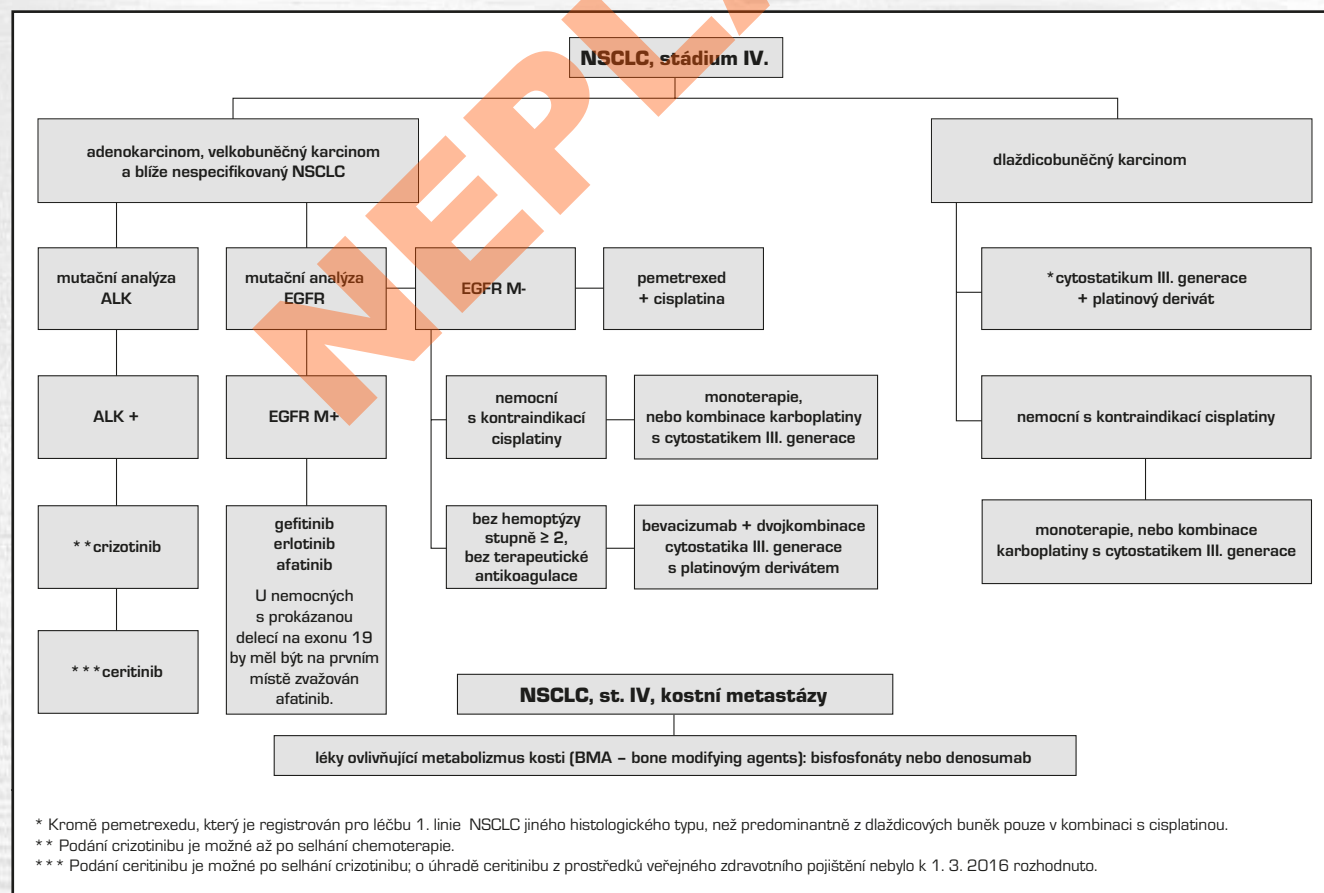 NSCLC, stádium IV.
adenokarcinom, velkobuněčný karcinom
a blíže nespecifikovaný NSCLC
dlaždicobuněčný karcinom
mutační analýza
ALK
mutační analýza
EGFR
EGFR M-
pemetrexed
+ cisplatina
*cytostatikum III. generace
+ platinový derivát
ALK +
EGFR M+
nemocní
s kontraindikací
cisplatiny
monoterapie,
nebo kombinace karboplatiny
s cytostatikem III. generace
nemocní s kontraindikací cisplatiny
**crizotinib
gefitinib
erlotinib
afatinib
U nemocných
s prokázanou
delecí na exonu 19
by měl být na prvním
místě zvažován
afatinib.
bez hemoptýzy
stupně ≥ 2,
bez terapeutické
antikoagulace
bevacizumab + dvojkombinace
cytostatika III. generace
s platinovým derivátem
monoterapie, nebo kombinace
karboplatiny s cytostatikem III. generace
***ceritinib
NSCLC, st. IV, kostní metastázy
léky ovlivňující metabolizmus kosti (BMA – bone modifying agents): bisfosfonáty nebo denosumab
* Kromě pemetrexedu, který je registrován pro léčbu 1. linie NSCLC jiného histologického typu, než predominantně z dlaždicových buněk pouze v kombinaci s cisplatinou.
** Podání crizotinibu je možné až po selhání chemoterapie.
*** Podání ceritinibu je možné po selhání crizotinibu; o úhradě ceritinibu z prostředků veřejného zdravotního pojištění nebylo k 1. 3. 2016 rozhodnuto.
NEPL